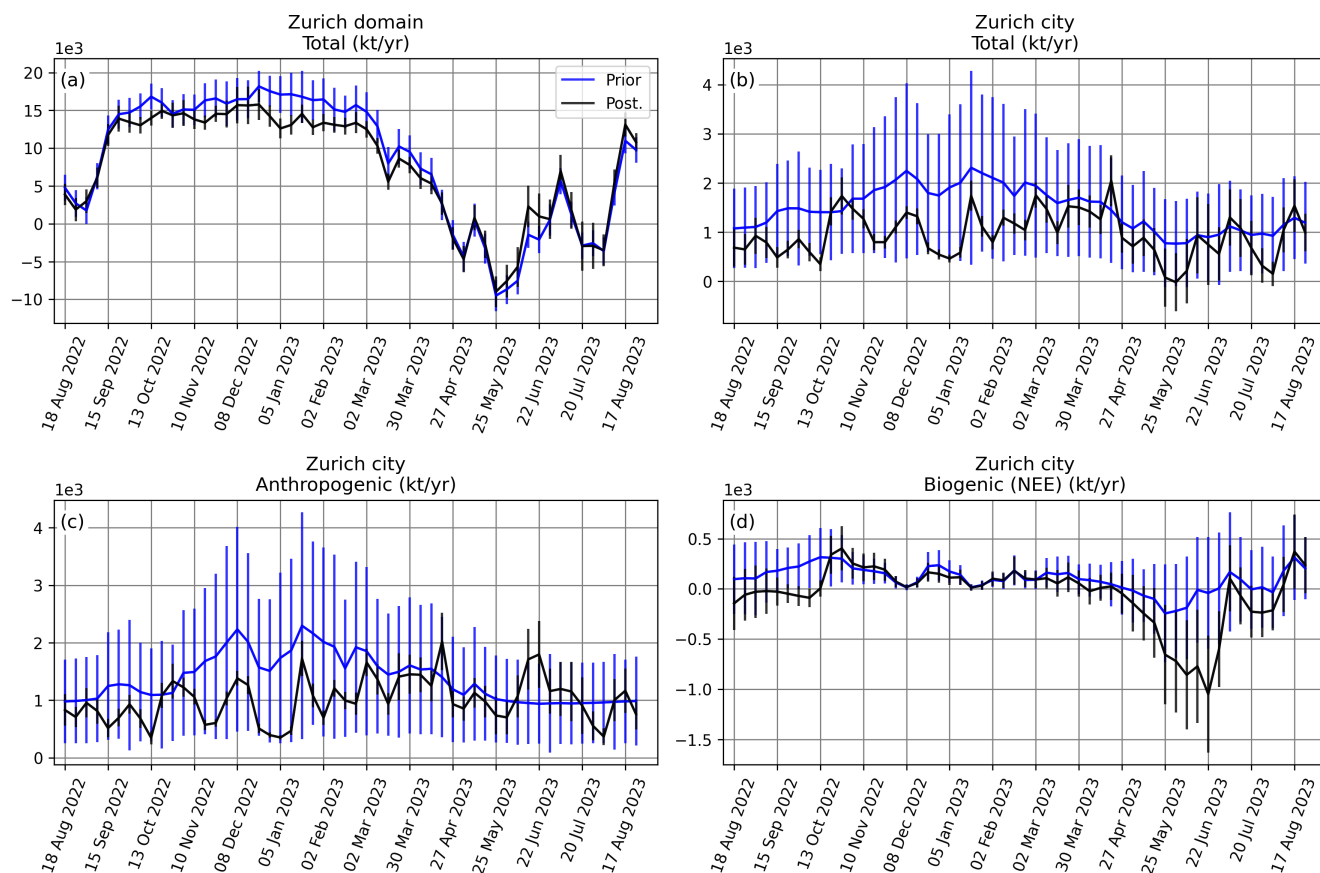 Zurich domain
Total (kt/yr)
1e3
(a)
Prior
Post.
20
15
10
5
0
−5
−10
18 Aug 2022
15 Sep 2022
13 Oct 2022
10 Nov 2022
08 Dec 2022
05 Jan 2023
02 Feb 2023
02 Mar 2023
30 Mar 2023
27 Apr 2023
25 May 2023
22 Jun 2023
20 Jul 2023
17 Aug 2023
Zurich city
Total (kt/yr)
1e3
(b)
4
3
2
1
0
18 Aug 2022
15 Sep 2022
13 Oct 2022
10 Nov 2022
08 Dec 2022
05 Jan 2023
02 Feb 2023
02 Mar 2023
30 Mar 2023
27 Apr 2023
25 May 2023
22 Jun 2023
20 Jul 2023
17 Aug 2023
Zurich city
Anthropogenic (kt/yr)
1e3
(c)
4
3
2
1
0
18 Aug 2022
15 Sep 2022
13 Oct 2022
10 Nov 2022
08 Dec 2022
05 Jan 2023
02 Feb 2023
02 Mar 2023
30 Mar 2023
27 Apr 2023
25 May 2023
22 Jun 2023
20 Jul 2023
17 Aug 2023
Zurich city
Biogenic (NEE) (kt/yr)
1e3
(d)
0.5
0.0
−0.5
−1.0
−1.5
18 Aug 2022
15 Sep 2022
13 Oct 2022
10 Nov 2022
08 Dec 2022
05 Jan 2023
02 Feb 2023
02 Mar 2023
30 Mar 2023
27 Apr 2023
25 May 2023
22 Jun 2023
20 Jul 2023
17 Aug 2023